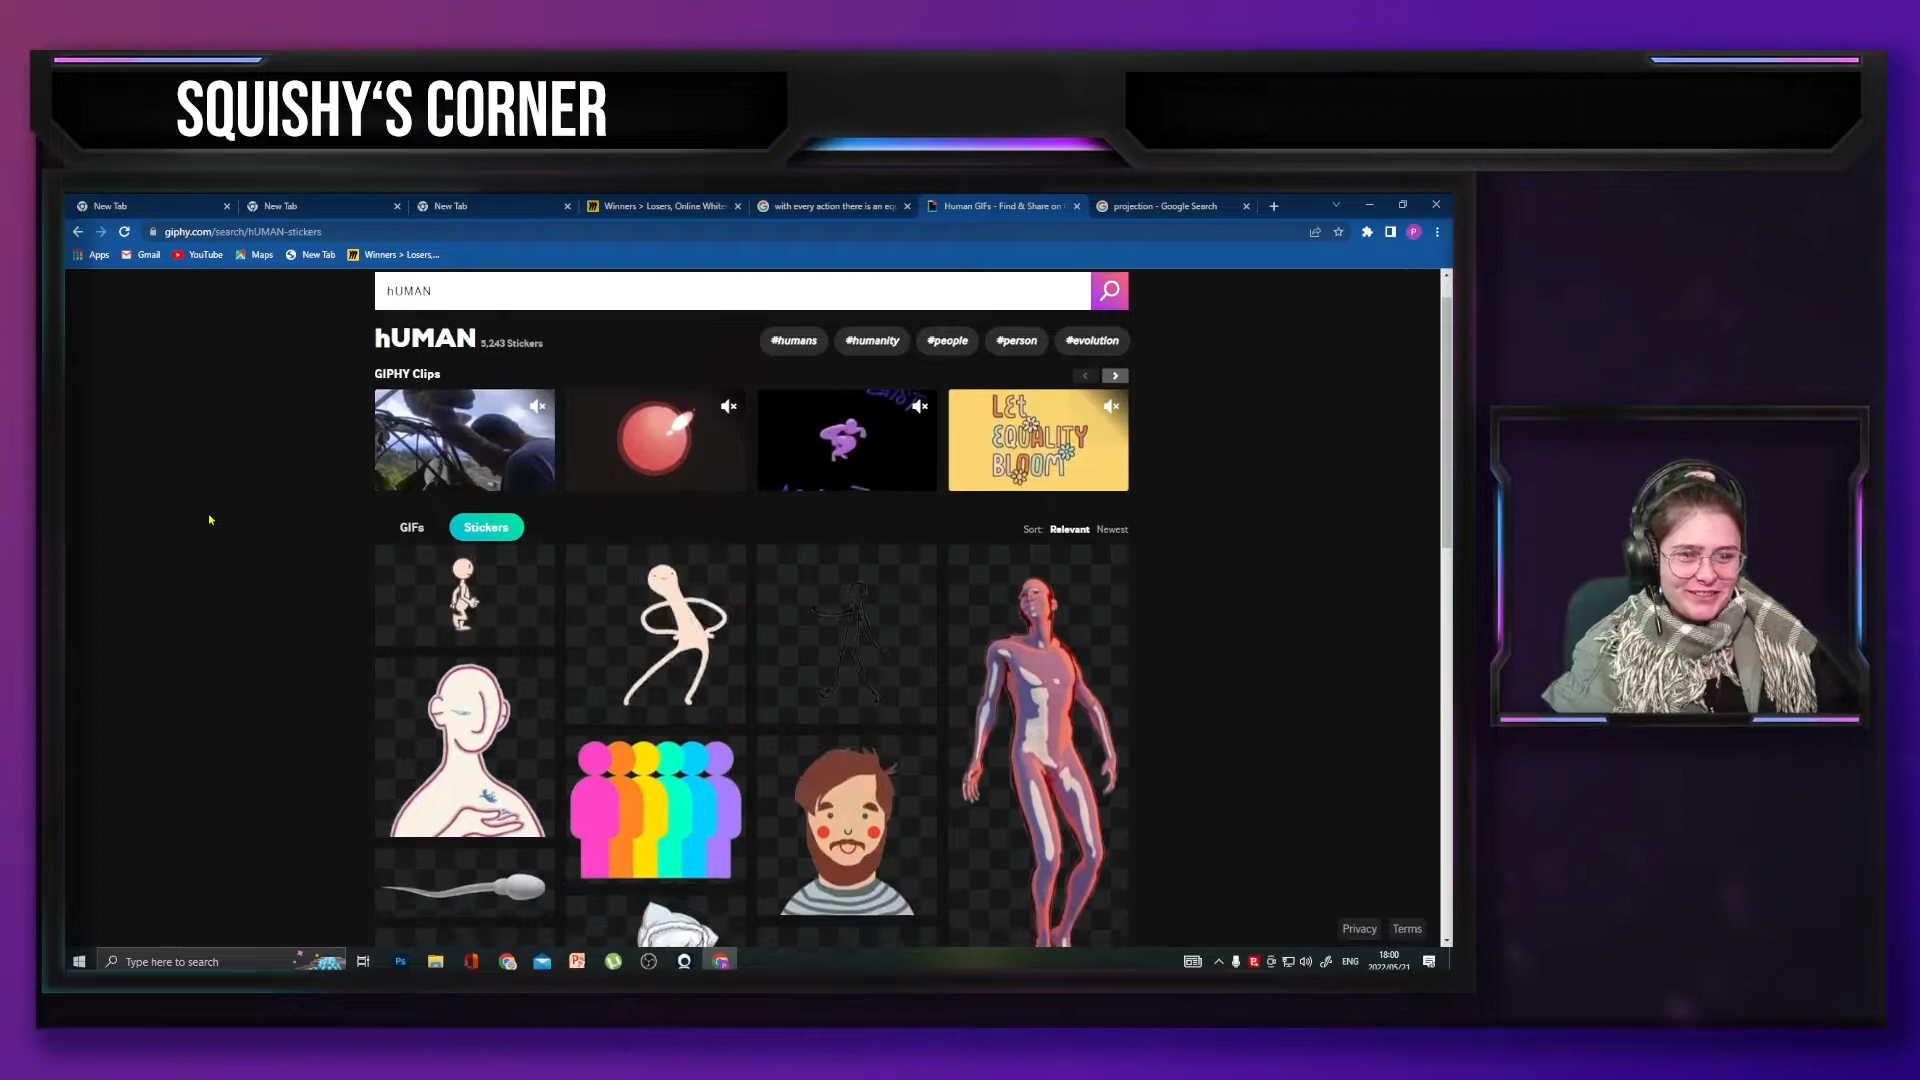 SQUISHY‘S CORNER
New Tab
New Tab
New Tab
Winners > Losers, Online White
with every action there is an eq
Human GIFs - Find & Share on
projection - Google Search
giphy.com/search/hUMAN-stickers
P
Apps
Gmail
YouTube
Maps
New Tab
Winners > Losers,...
hUMAN
hUMAN 5,243 Stickers
#humans
#humanity
#people
#person
#evolution
GIPHY Clips
LEt
EQUALITY
BLOOM
GIFs
Stickers
Sort: Relevant Newest
Privacy
Terms
Type here to search
Ps
ENG
18:00
2022/05/21